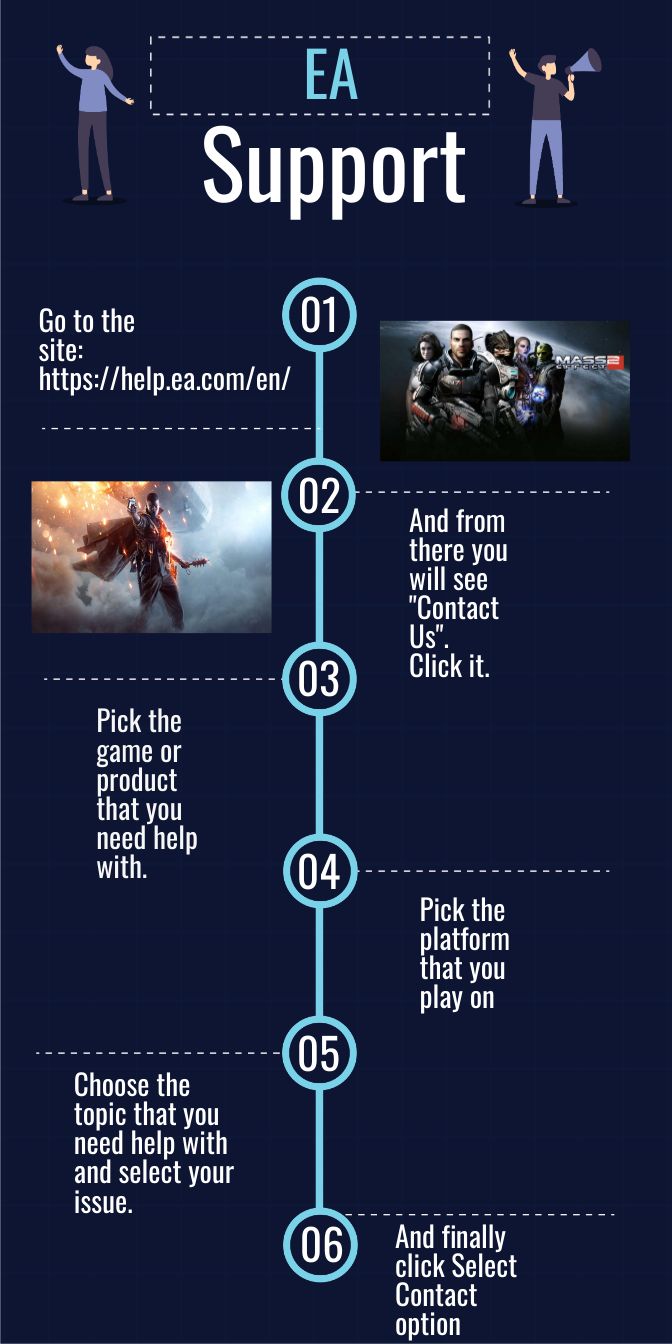 EA
Support
01
Go to the
site:
https://help.ea.com/en/
MASS 2
EFFECT
02
And from
there you
will see
"Contact
Us".
Click it.
03
Pick the
game or
product
that you
need help
with.
04
Pick the
platform
that you
play on
05
Choose the
topic that you
need help with
and select your
issue.
06
And finally
click Select
Contact
option